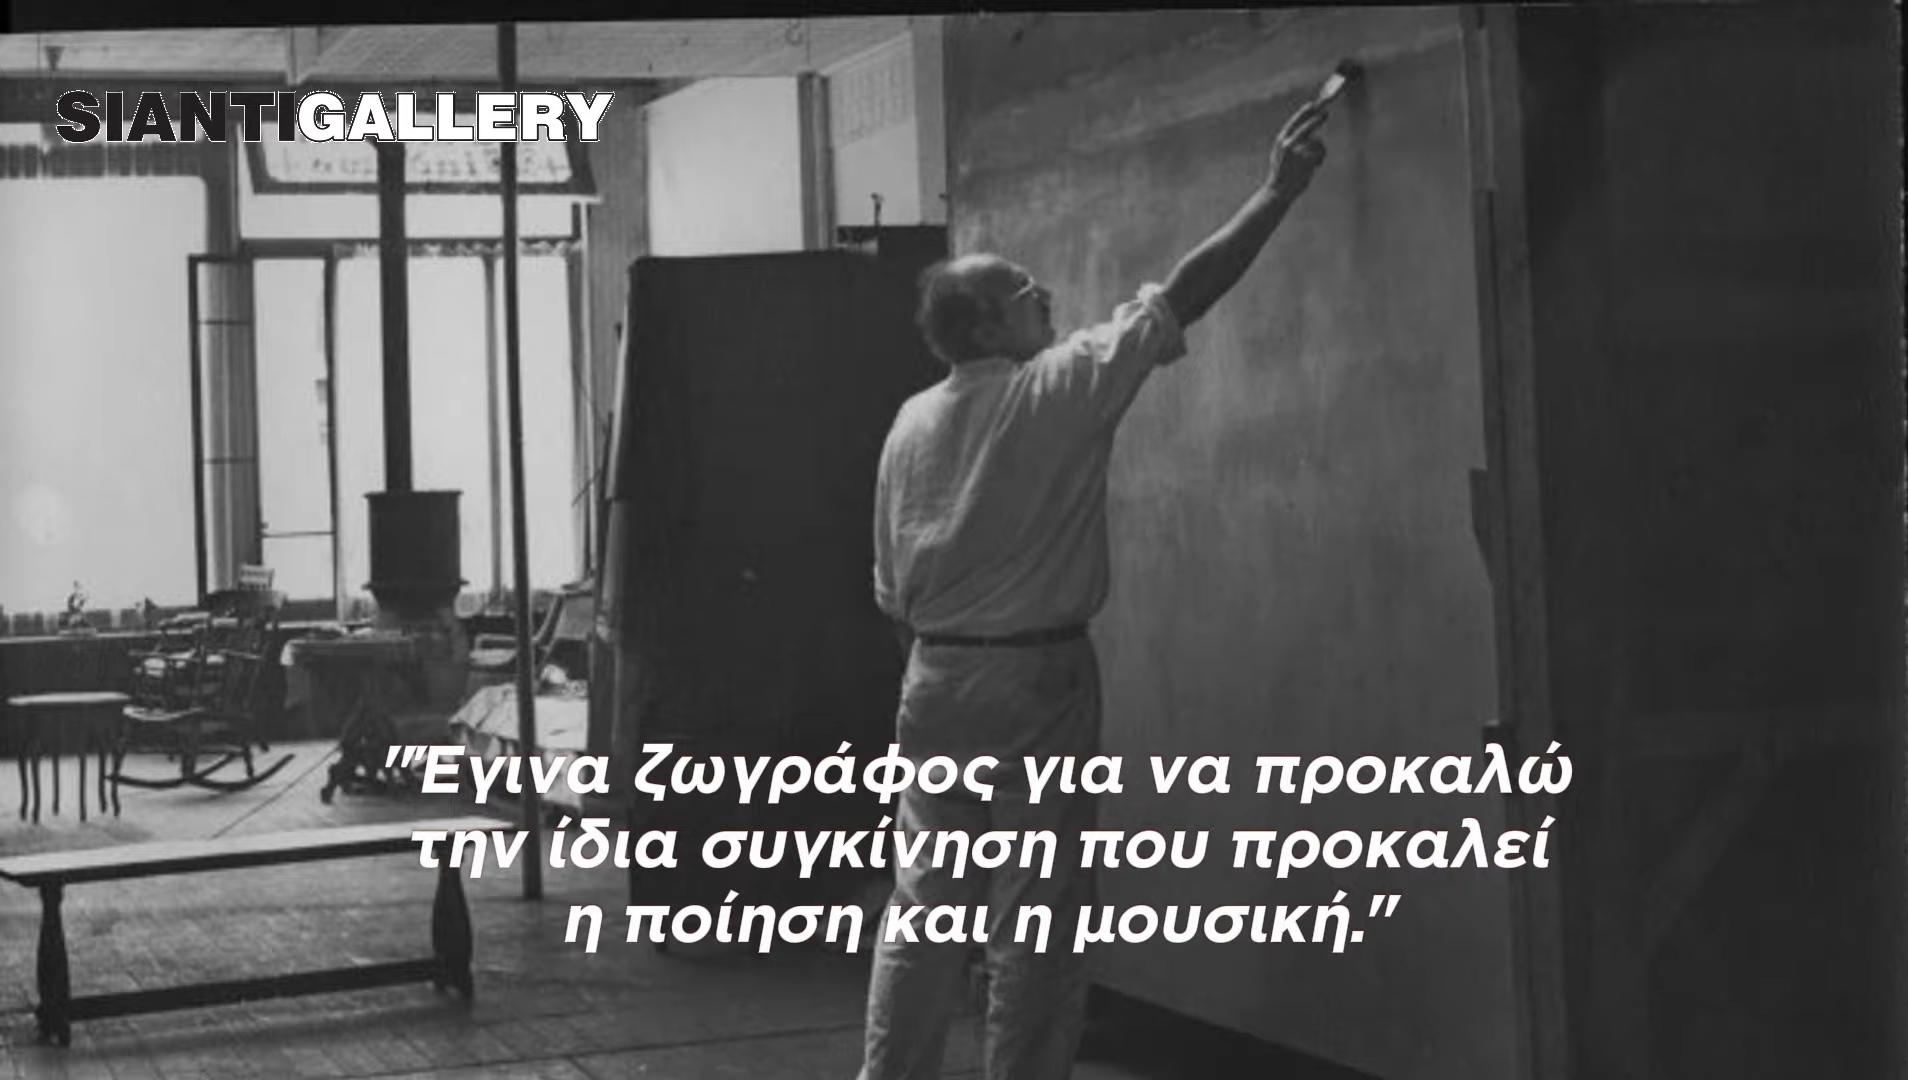 SIANTIGALLERY
"Έγινα ζωγράφος για να προκαλώ
την ίδια συγκίνηση που προκαλεί
η ποίηση και η μουσική."